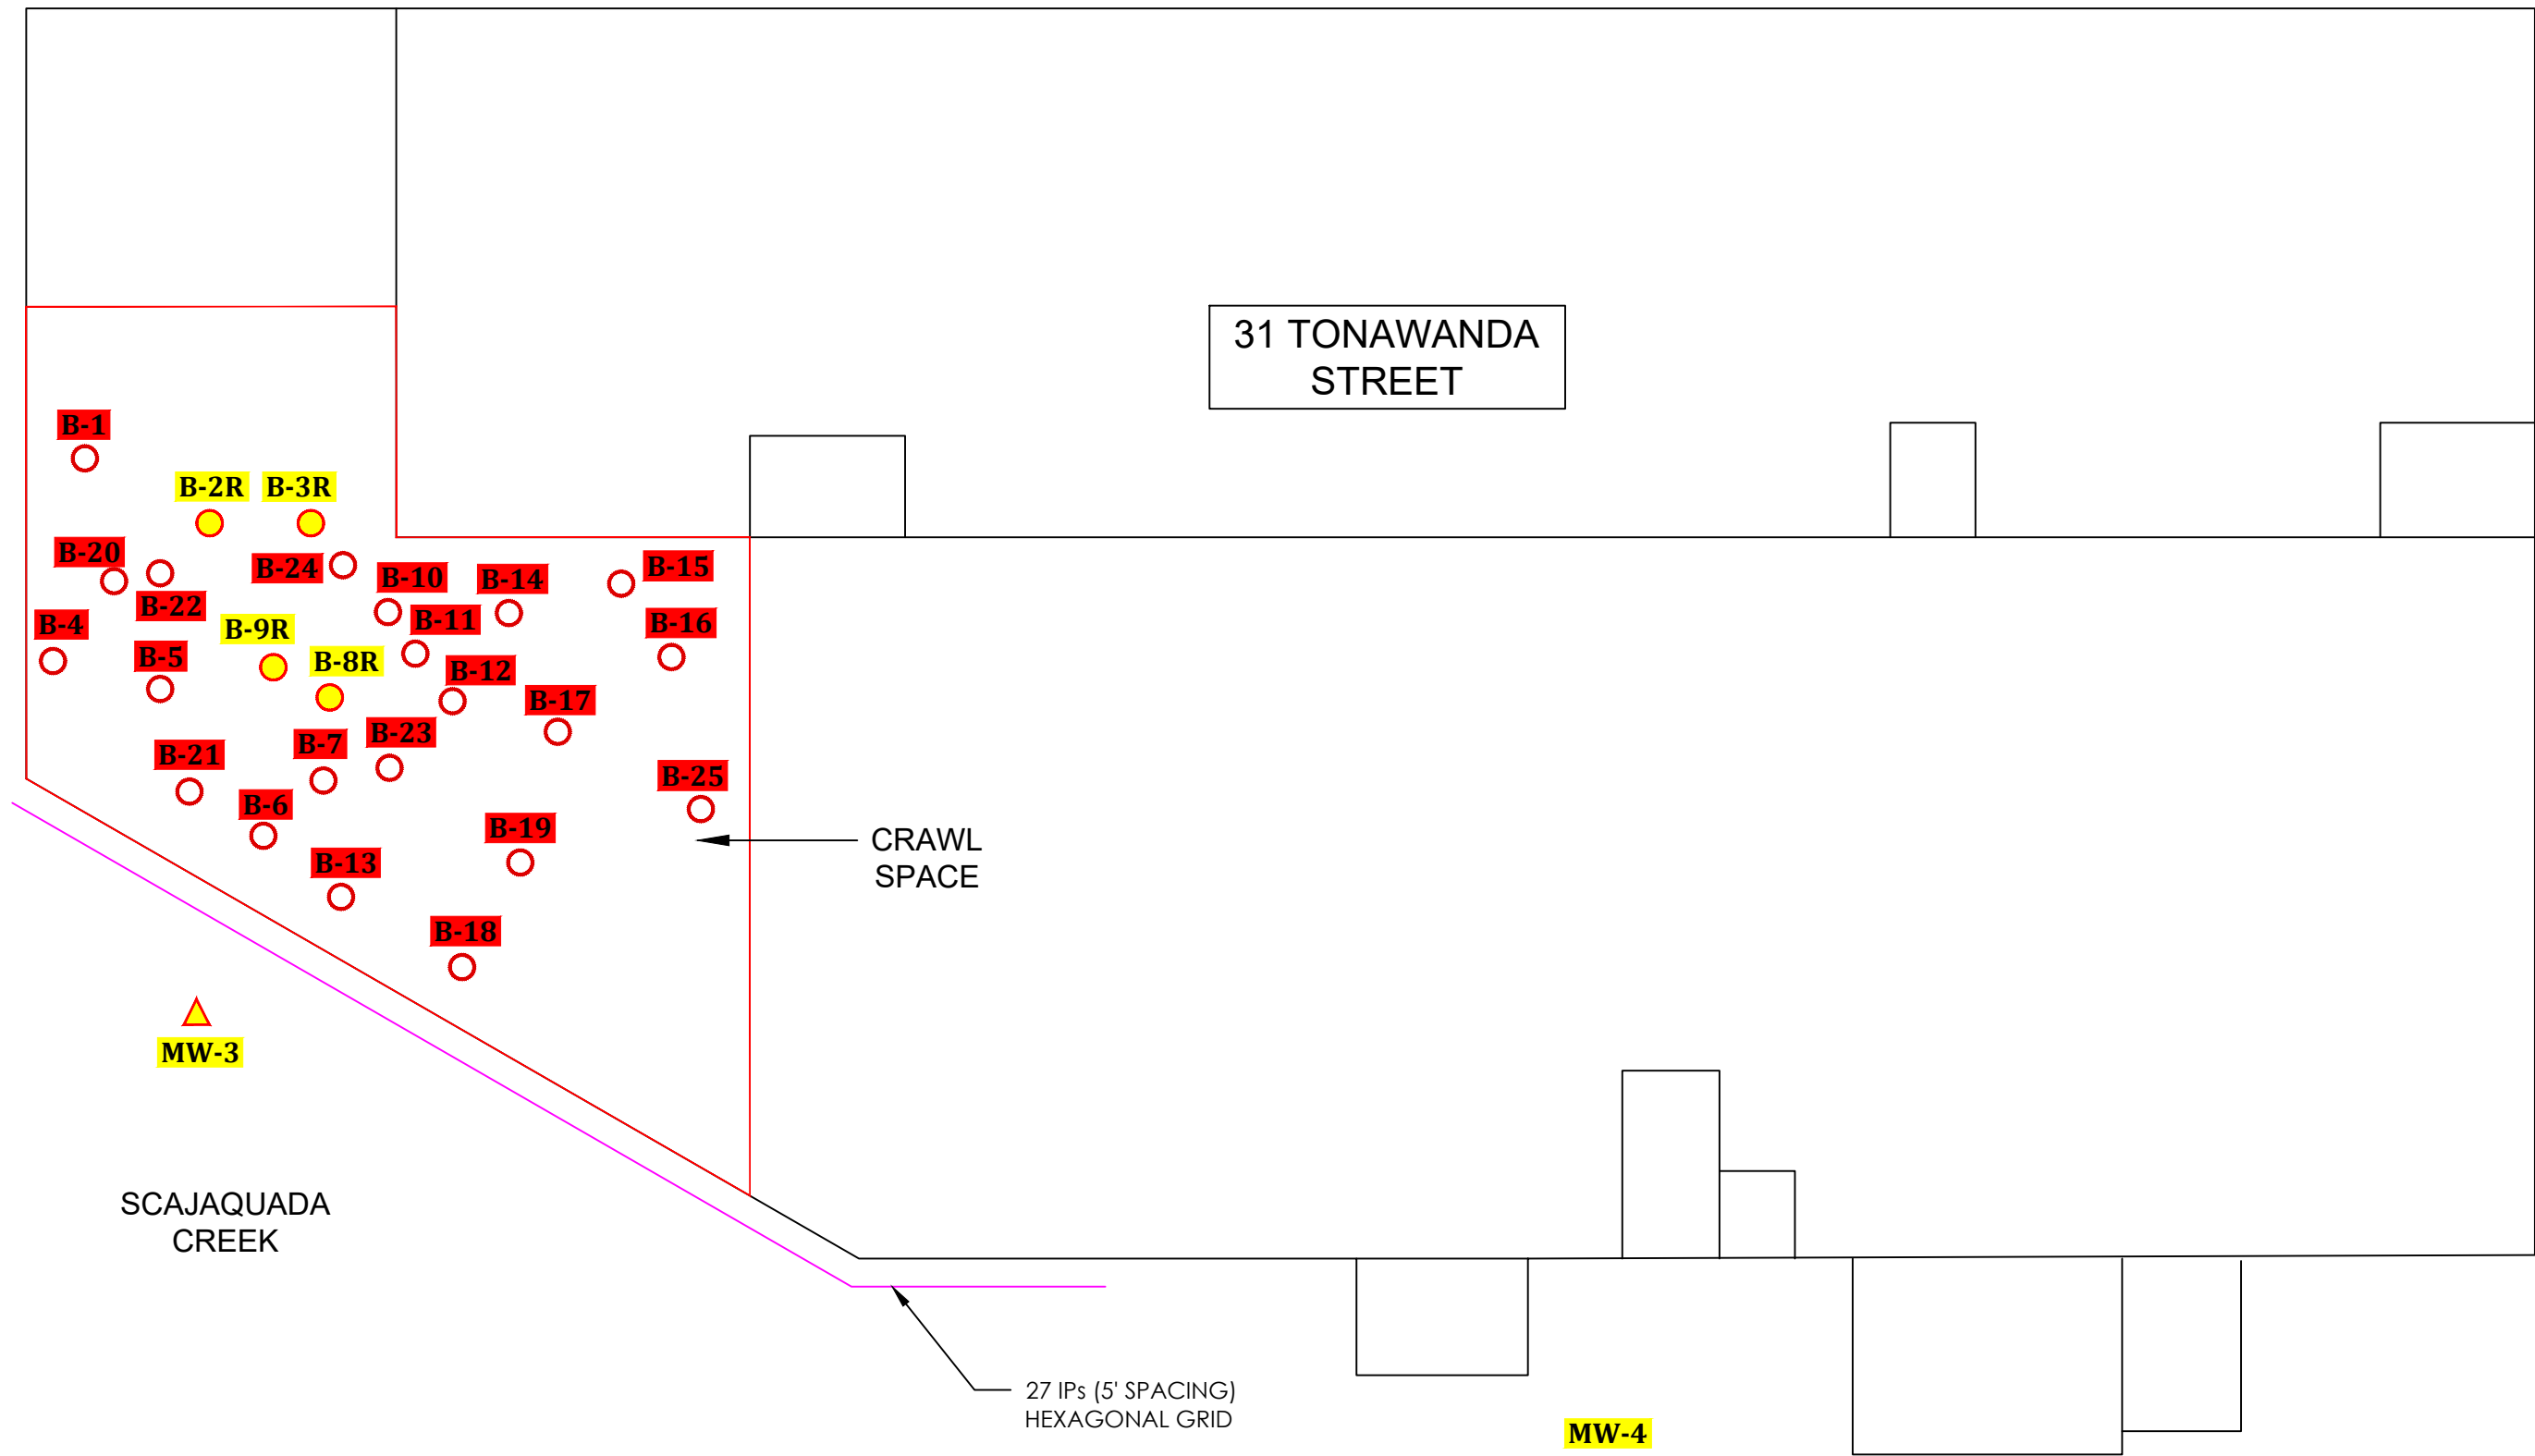 31 TONAWANDA
STREET
B-1
B-2R
B-3R
B-20
B-24
B-10
B-14
B-15
B-22
B-11
B-16
B-4
B-9R
B-5
B-8R
B-12
B-17
B-23
B-7
B-21
B-25
B-6
B-19
CRAWL
SPACE
B-13
B-18
MW-3
SCAJAQUADA
CREEK
27 IPs (5' SPACING)
HEXAGONAL GRID
MW-4